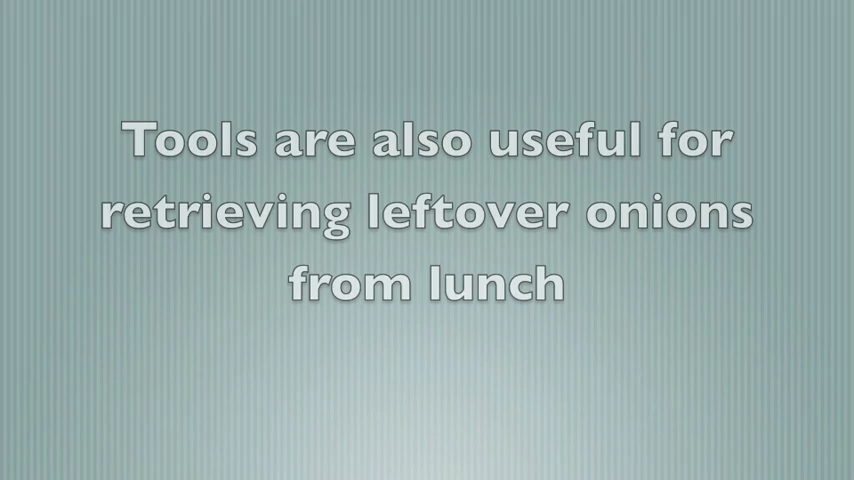 Tools are also useful for
retrieving leftover onions
from lunch